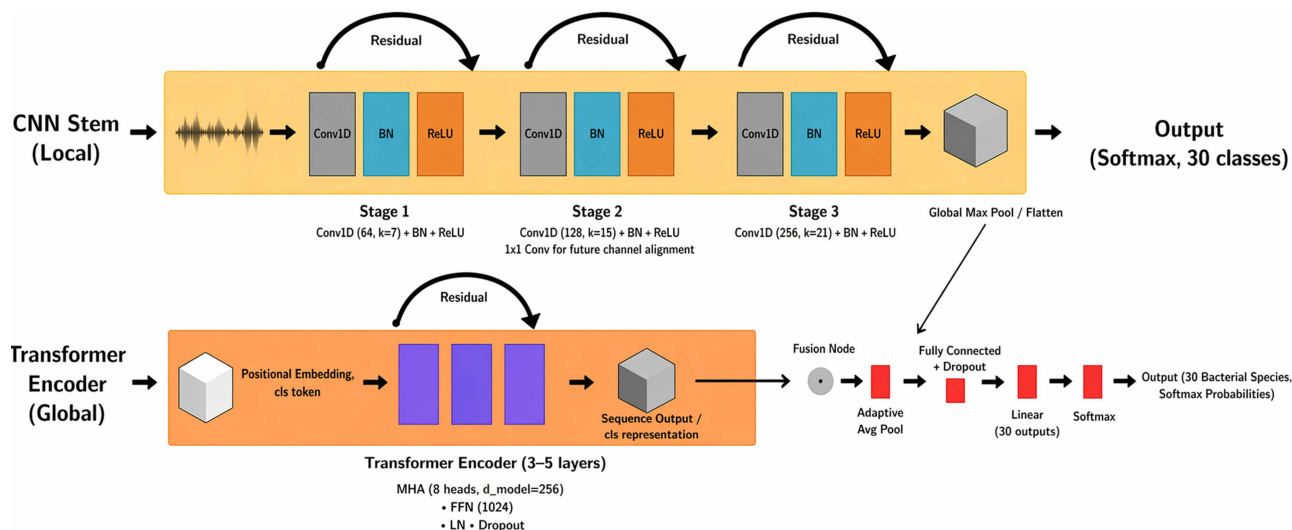 Residual
Residual
Residual
CNN Stem
(Local)
Conv1D
BN
ReLU
Conv1D
BN
ReLU
Conv1D
BN
ReLU
Output
(Softmax, 30 classes)
Stage 1
Conv1D (64, k=7) + BN + ReLU
Stage 2
Conv1D (128, k=15) + BN + ReLU
1x1 Conv for future channel alignment
Stage 3
Conv1D (256, k=21) + BN + ReLU
Global Max Pool / Flatten
Residual
Transformer
Encoder
(Global)
Positional Embedding,
cls token
Sequence Output /
cls representation
Fusion Node
Adaptive
Avg Pool
Fully Connected
+ Dropout
Linear
(30 outputs)
Softmax
Output (30 Bacterial Species,
Softmax Probabilities)
Transformer Encoder (3–5 layers)
MHA (8 heads, d_model=256)
• FFN (1024)
• LN • Dropout